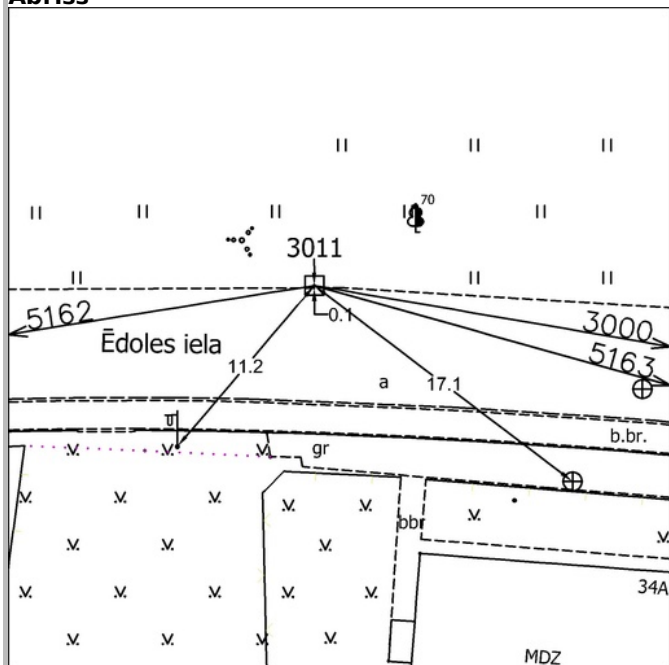 Abriss
70
3011
5162
0.1
3000
Ēdoles iela
5163
11.2
a
17.1
b.br.
gr
bbr
34A
MDZ